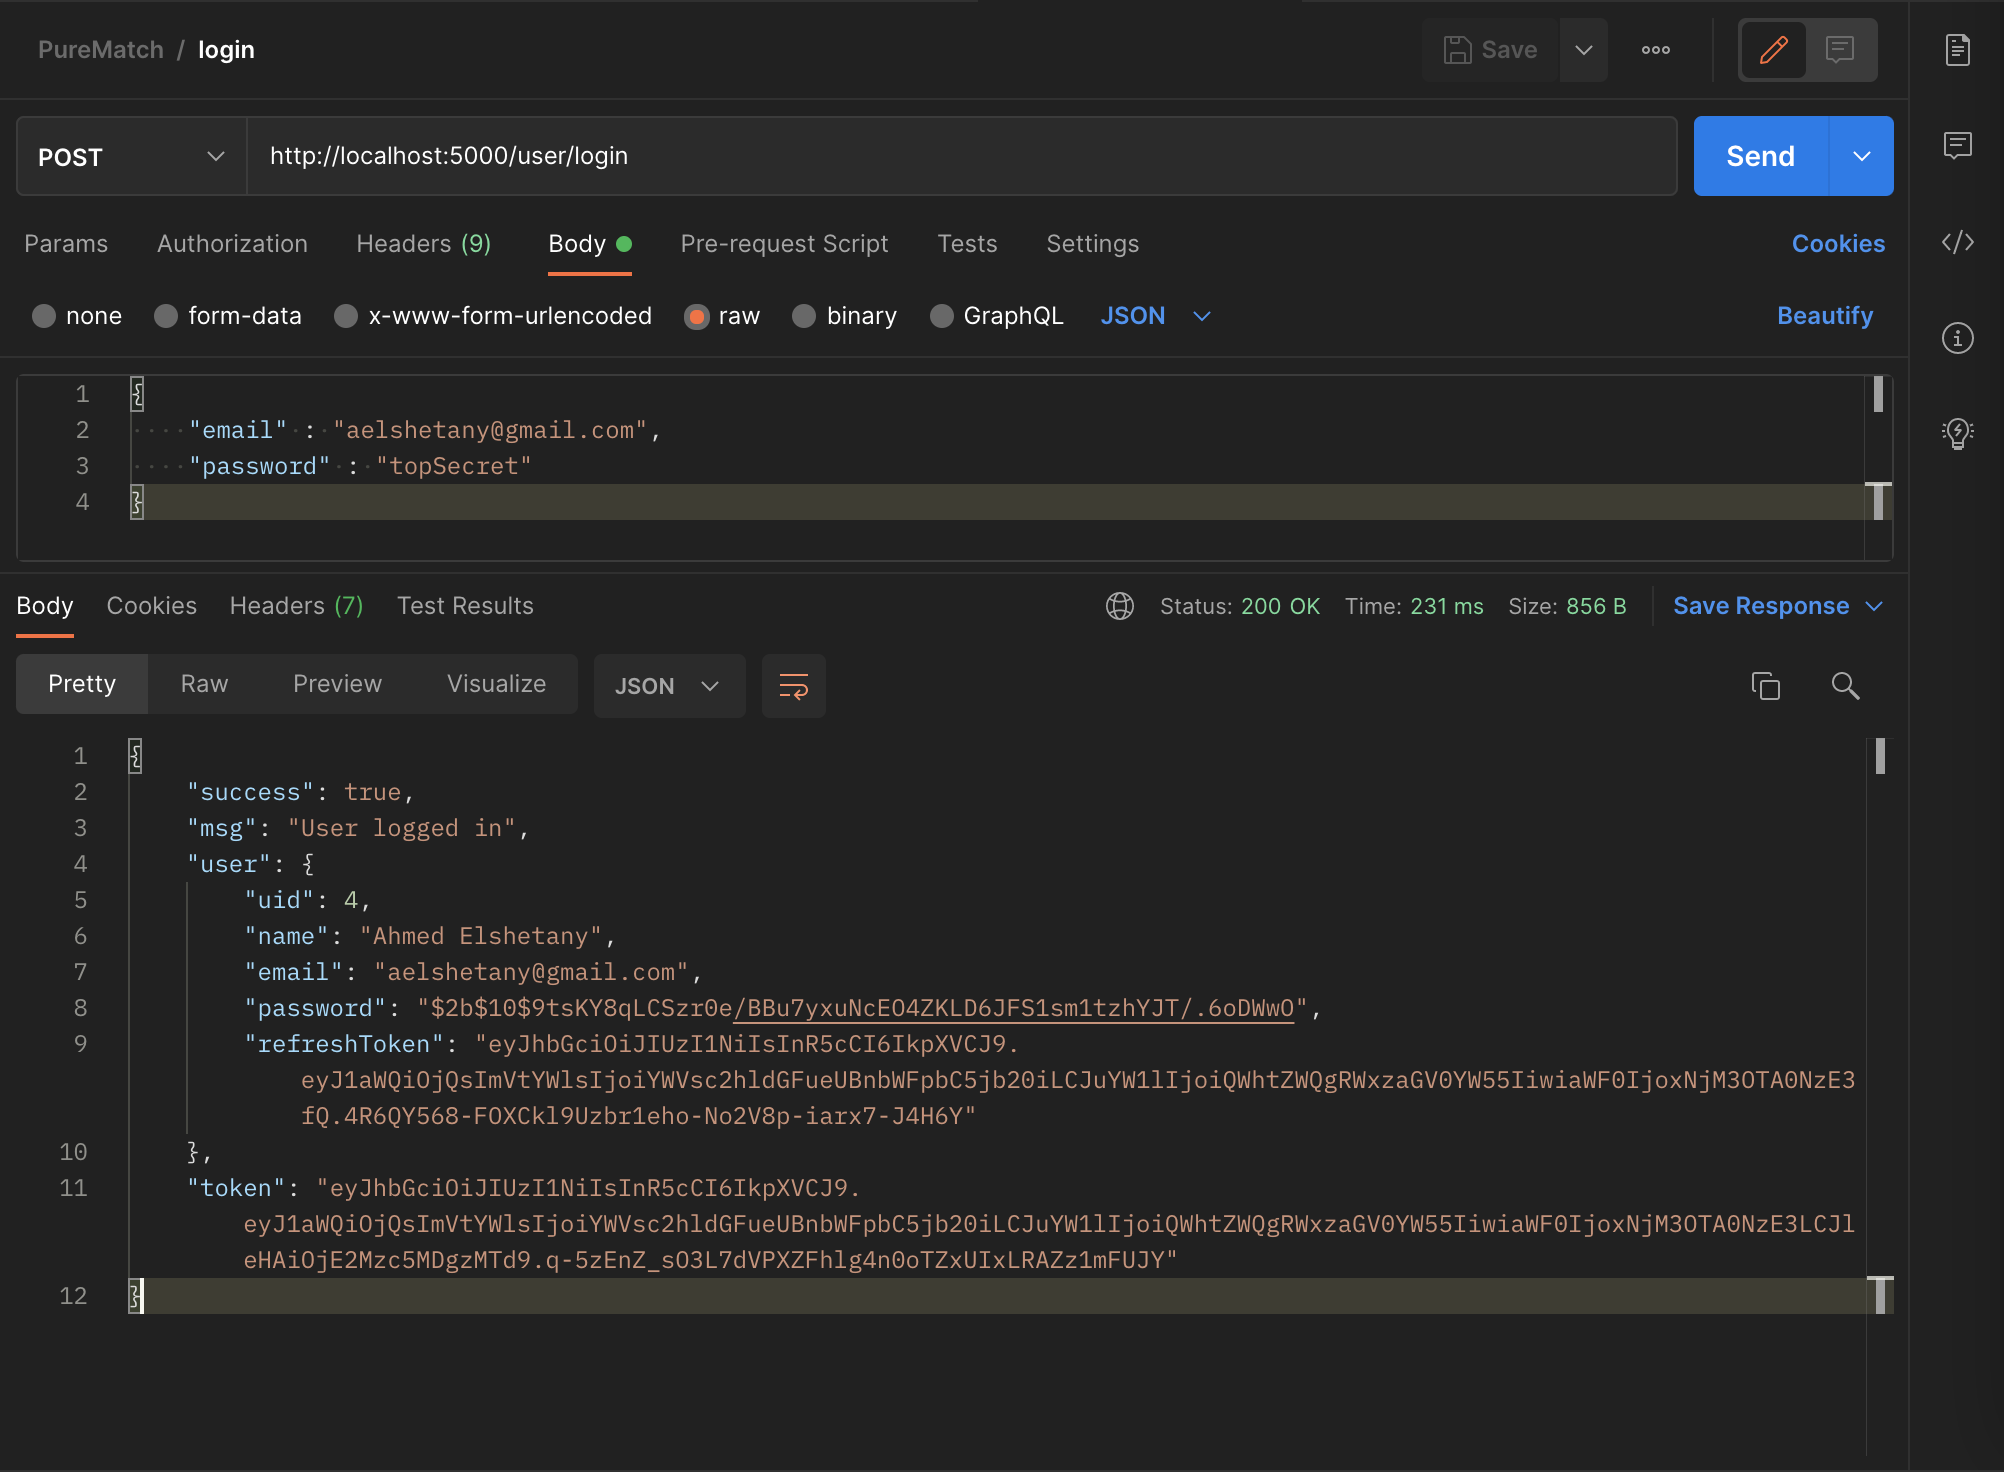 PureMatch / login
Save
POST
http://localhost:5000/user/login
Send
Params Authorization Headers (9) Body Pre-request Script Tests Settings Cookies
none form-data x-www-form-urlencoded raw binary GraphQL JSON Beautify
1 {
2 "email" : "aelshetany@gmail.com",
3 "password" : "topSecret"
4 }
Body Cookies Headers (7) Test Results Status: 200 OK Time: 231 ms Size: 856 B Save Response
Pretty Raw Preview Visualize JSON
1 {
2 "success": true,
3 "msg": "User logged in",
4 "user": {
5 "uid": 4,
6 "name": "Ahmed Elshetany",
7 "email": "aelshetany@gmail.com",
8 "password": "$2b$10$9tsKY8qLCSzr0e/BBu7yxuNcEO4ZKLD6JFS1sm1tzhYJT/.6oDWwO",
9 "refreshToken": "eyJhbGciOiJIUzI1NiIsInR5cCI6IkpXVCJ9.
eyJ1aWQiOjQsImVtYWlsIjoiYWVsc2hldGFueUBnbWFpbC5jb20iLCJuYW1lIjoiQWhtZWQgRWxzaGV0YW55IiwiaWF0IjoxNjM3OTA0NzE3
fQ.4R6QY568-FOXCkl9Uzbr1eho-No2V8p-iarx7-J4H6Y"
10 },
11 "token": "eyJhbGciOiJIUzI1NiIsInR5cCI6IkpXVCJ9.
eyJ1aWQiOjQsImVtYWlsIjoiYWVsc2hldGFueUBnbWFpbC5jb20iLCJuYW1lIjoiQWhtZWQgRWxzaGV0YW55IiwiaWF0IjoxNjM3OTA0NzE3LCJl
eHAiOjE2Mzc5MDgzMTd9.q-5zEnZ_sO3L7dVPXZFhlg4n0oTZxUIxLRAZz1mFUJY"
12 }